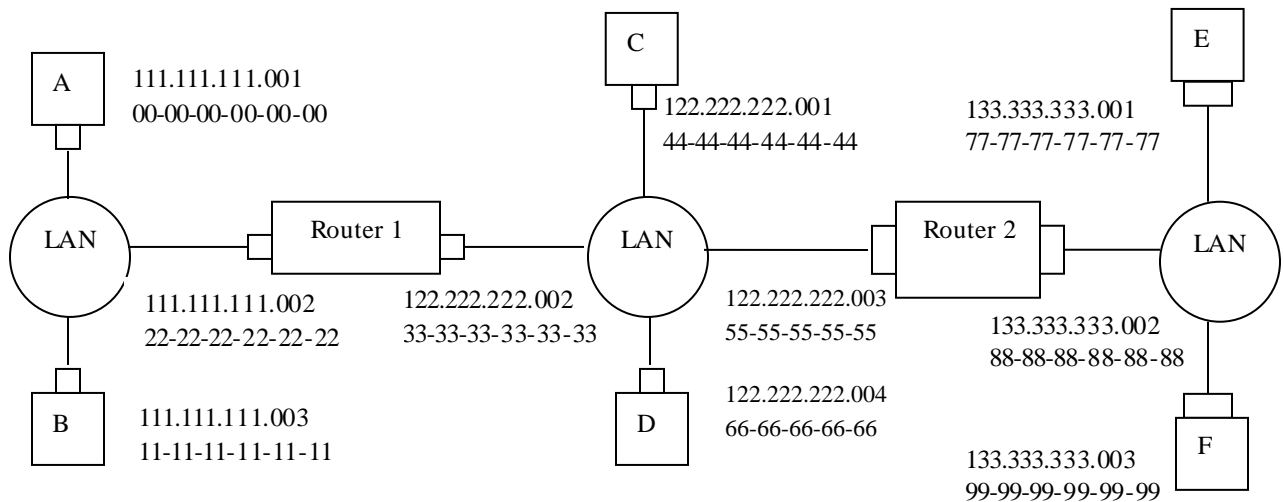 A
111.111.111.001
00-00-00-00-00-00
C
122.222.222.001
44-44-44-44-44-44
E
133.333.333.001
77-77-77-77-77-77
LAN
Router 1
LAN
Router 2
LAN
111.111.111.002
22-22-22-22-22-22
122.222.222.002
33-33-33-33-33-33
122.222.222.003
55-55-55-55-55
133.333.333.002
88-88-88-88-88-88
B
111.111.111.003
11-11-11-11-11-11
D
122.222.222.004
66-66-66-66-66
F
133.333.333.003
99-99-99-99-99-99